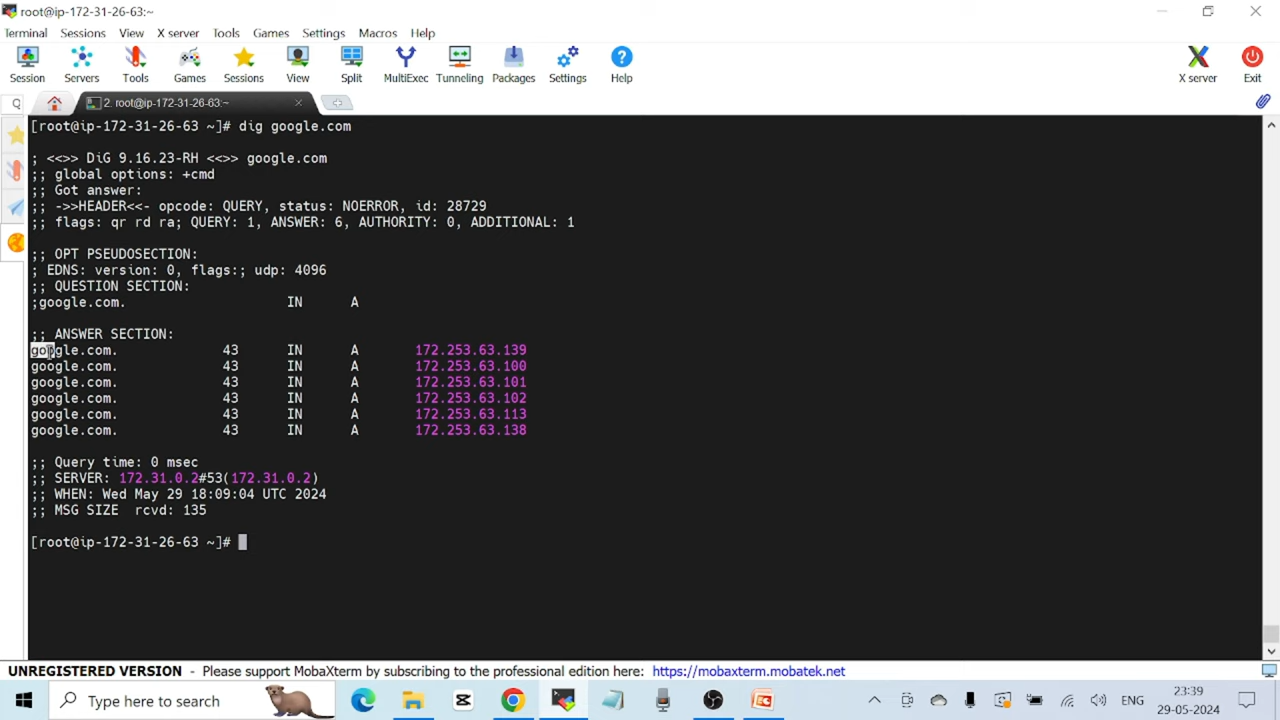 root@ip-172-31-26-63:~
Terminal Sessions View X server Tools Games Settings Macros Help
Session Servers Tools Games Sessions View Split MultiExec Tunneling Packages Settings Help X server Exit
Q 2. root@ip-172-31-26-63:~
[root@ip-172-31-26-63 ~]# dig google.com
; <<>> DiG 9.16.23-RH <<>> google.com
;; global options: +cmd
;; Got answer:
;; ->>HEADER<<- opcode: QUERY, status: NOERROR, id: 28729
;; flags: qr rd ra; QUERY: 1, ANSWER: 6, AUTHORITY: 0, ADDITIONAL: 1
;; OPT PSEUDOSECTION:
; EDNS: version: 0, flags:; udp: 4096
;; QUESTION SECTION:
;google.com. IN A
;; ANSWER SECTION:
google.com. 43 IN A 172.253.63.139
google.com. 43 IN A 172.253.63.100
google.com. 43 IN A 172.253.63.101
google.com. 43 IN A 172.253.63.102
google.com. 43 IN A 172.253.63.113
google.com. 43 IN A 172.253.63.138
;; Query time: 0 msec
;; SERVER: 172.31.0.2#53(172.31.0.2)
;; WHEN: Wed May 29 18:09:04 UTC 2024
;; MSG SIZE rcvd: 135
[root@ip-172-31-26-63 ~]#
UNREGISTERED VERSION - Please support MobaXterm by subscribing to the professional edition here: https://mobaxterm.mobatek.net
Type here to search
ENG
23:39
29-05-2024